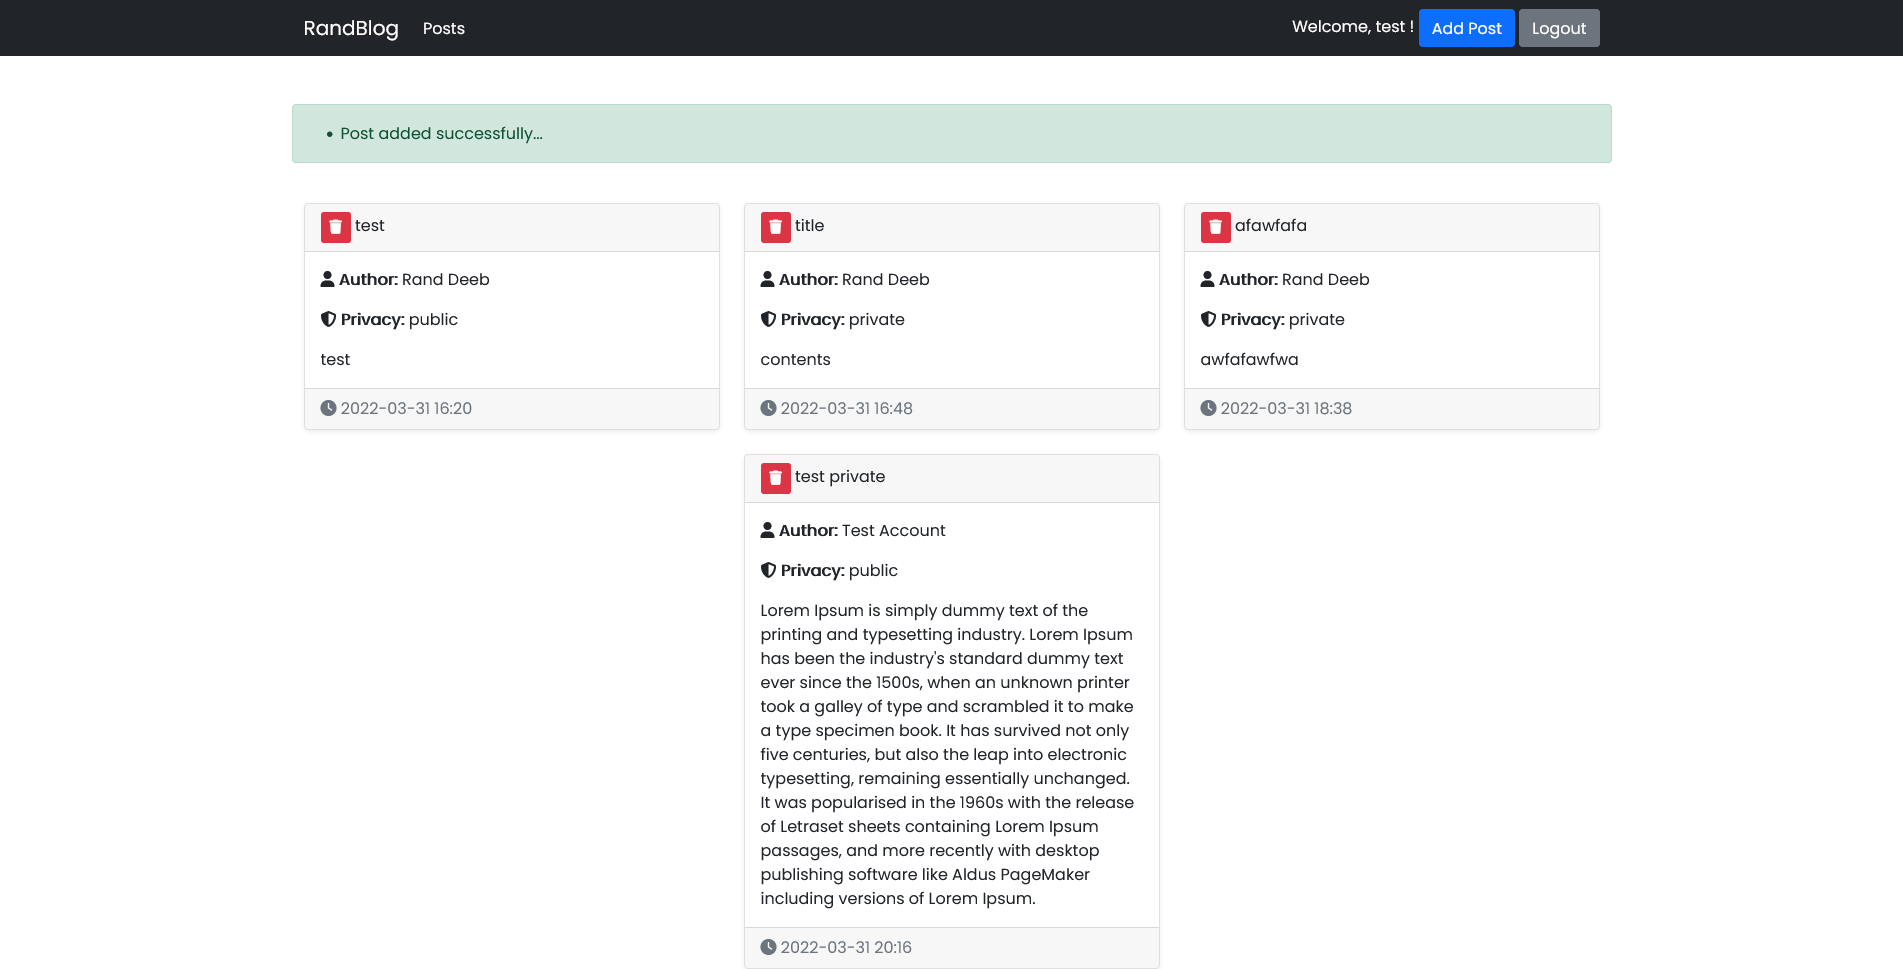 RandBlog Posts Welcome, test ! Add Post Logout
• Post added successfully...
test
Author: Rand Deeb
Privacy: public
test
2022-03-31 16:20
title
Author: Rand Deeb
Privacy: private
contents
2022-03-31 16:48
afawfafa
Author: Rand Deeb
Privacy: private
awfafawfwa
2022-03-31 18:38
test private
Author: Test Account
Privacy: public
Lorem Ipsum is simply dummy text of the
printing and typesetting industry. Lorem Ipsum
has been the industry's standard dummy text
ever since the 1500s, when an unknown printer
took a galley of type and scrambled it to make
a type specimen book. It has survived not only
five centuries, but also the leap into electronic
typesetting, remaining essentially unchanged.
It was popularised in the 1960s with the release
of Letraset sheets containing Lorem Ipsum
passages, and more recently with desktop
publishing software like Aldus PageMaker
including versions of Lorem Ipsum.
2022-03-31 20:16